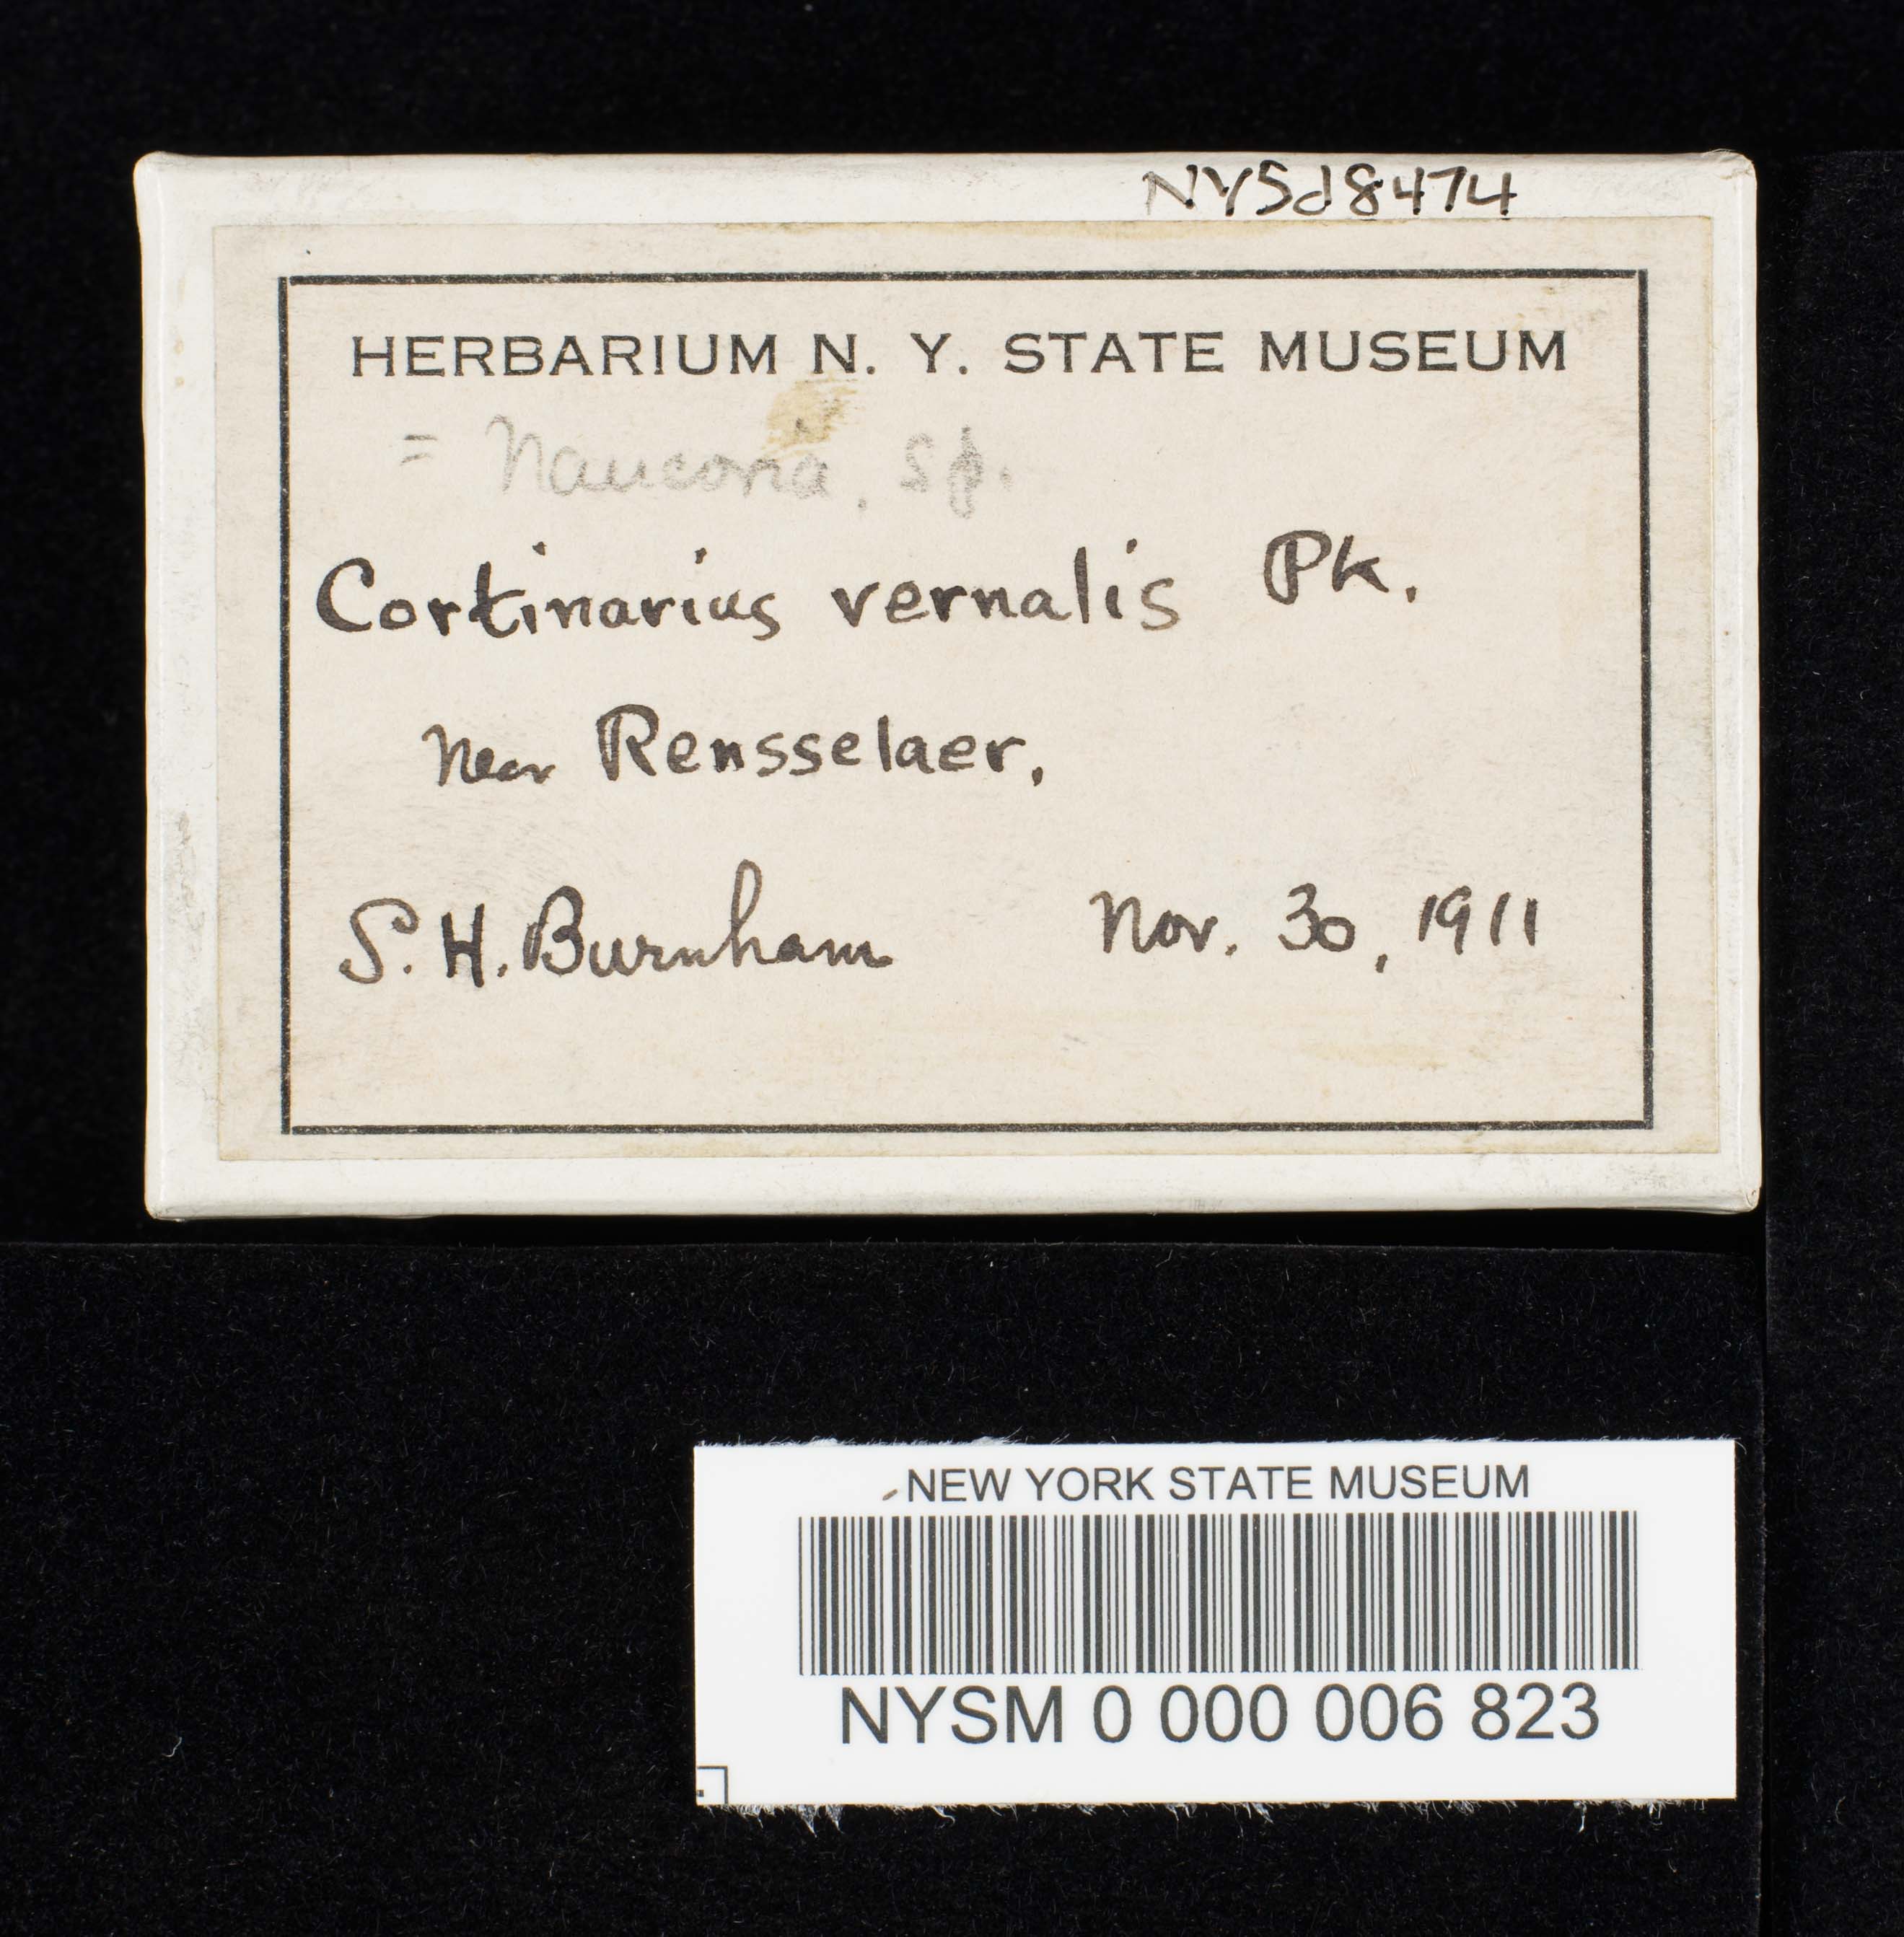 NYSd8474
HERBARIUM N. Y. STATE MUSEUM
= Naucoria, sp.
Cortinarius vernalis Pk.
Near Rensselaer.
S. H. Burnham Nov. 30, 1911
NEW YORK STATE MUSEUM
NYSM 0 000 006 823